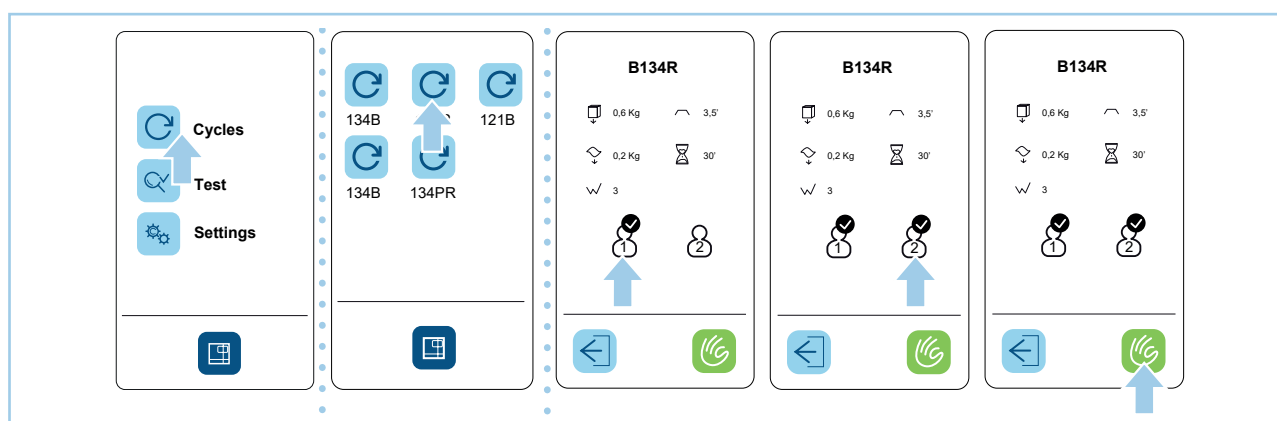 Cycles
Test
Settings
134B
121B
134B
134PR
B134R
0,6 Kg 3,5'
0,2 Kg 30'
3
1 2
B134R
0,6 Kg 3,5'
0,2 Kg 30'
3
1 2
B134R
0,6 Kg 3,5'
0,2 Kg 30'
3
1 2